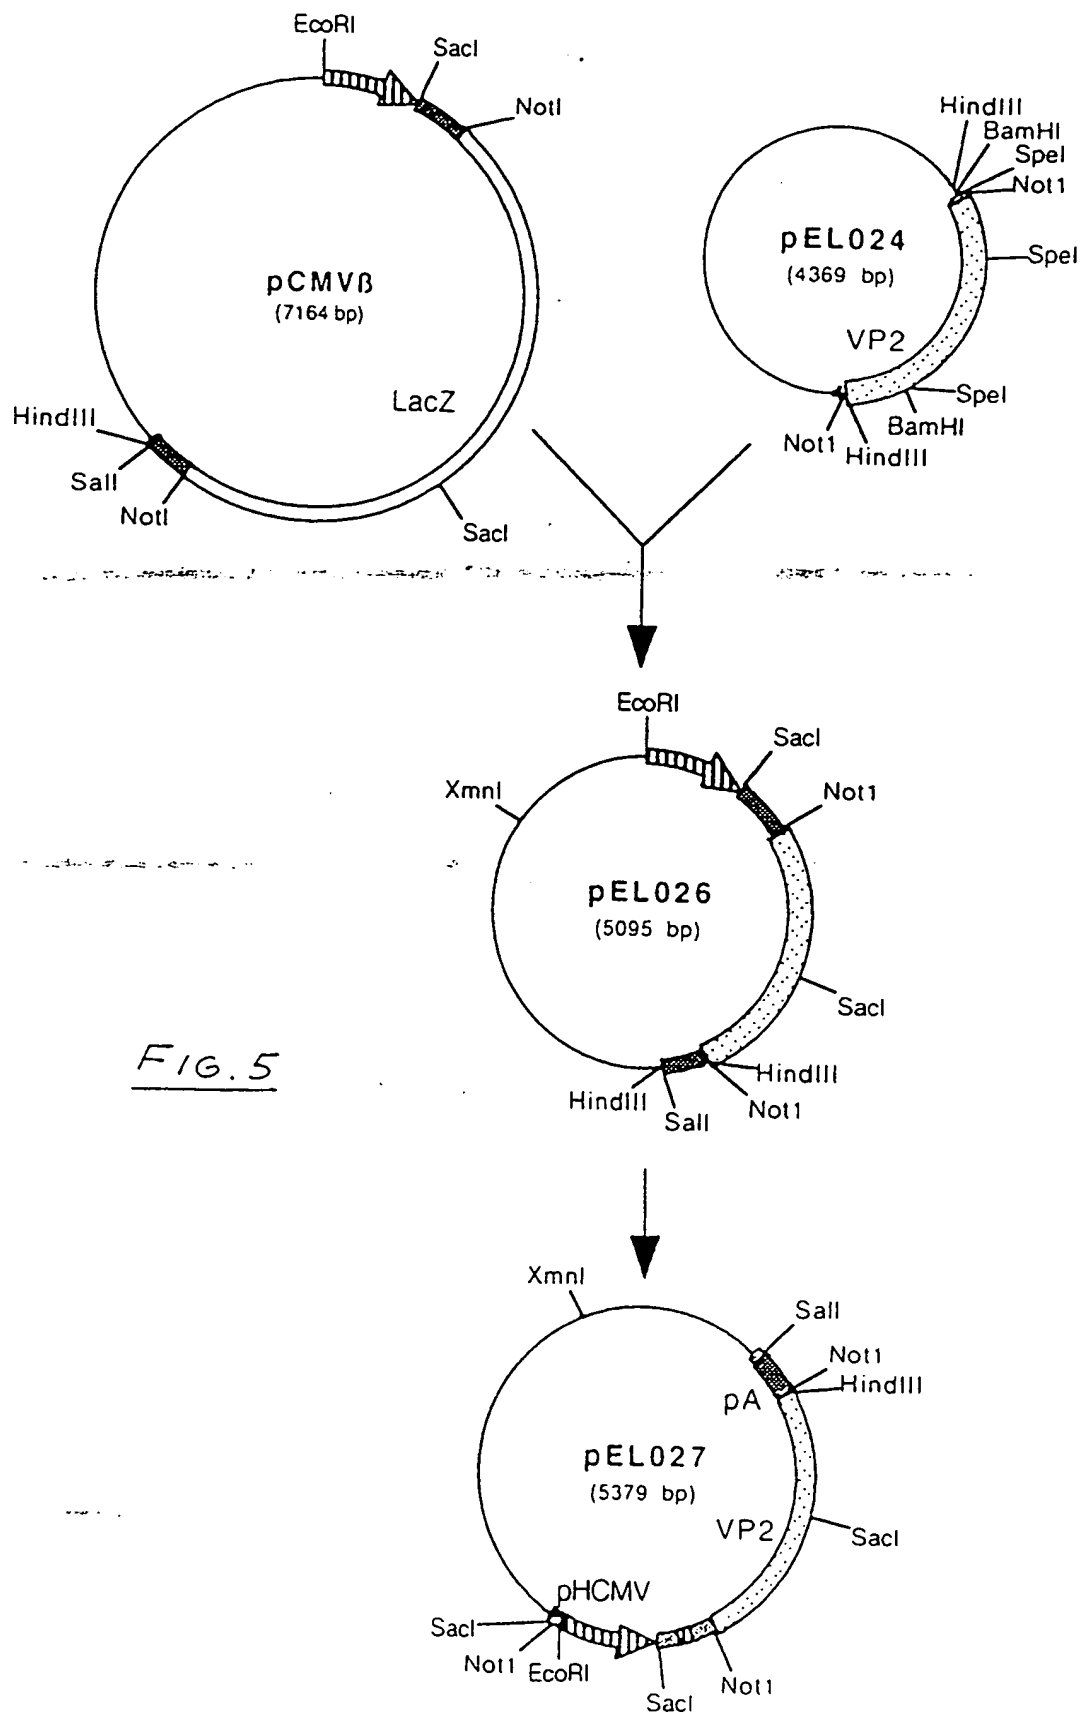 EcoRI
SacI
NotI
pCMVß
(7164 bp)
LacZ
HindIII
SalI
NotI
SacI
HindIII
BamHI
SpeI
Not1
pEL024
(4369 bp)
SpeI
VP2
SpeI
BamHI
Not1
HindIII
EcoRI
SacI
XmnI
Not1
pEL026
(5095 bp)
SacI
FIG. 5
HindIII
HindIII
Not1
SalI
XmnI
SalI
Not1
HindIII
pA
pEL027
(5379 bp)
VP2
SacI
pHCMV
SacI
Not1
EcoRI
SacI
Not1